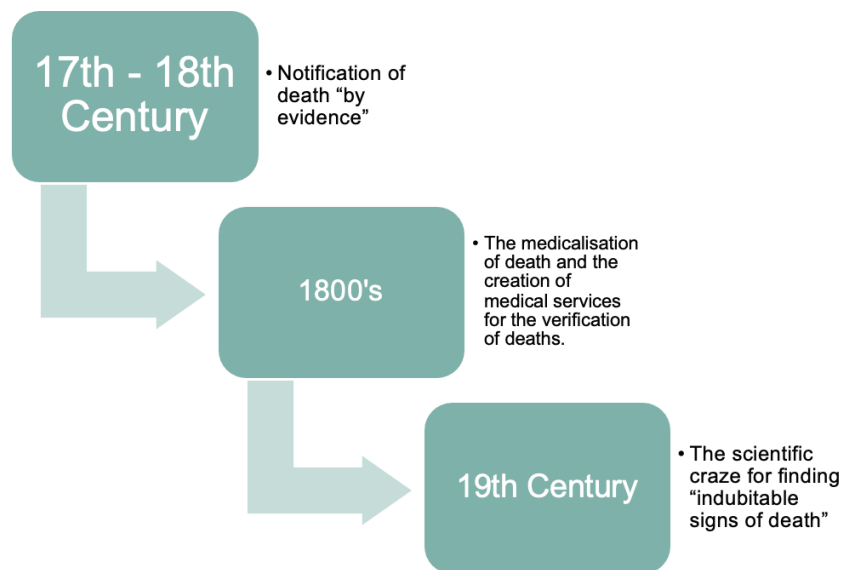 17th - 18th
Century
• Notification of
death “by
evidence”
1800's
• The medicalisation
of death and the
creation of
medical services
for the verification
of deaths.
19th Century
• The scientific
craze for finding
“indubitable
signs of death”